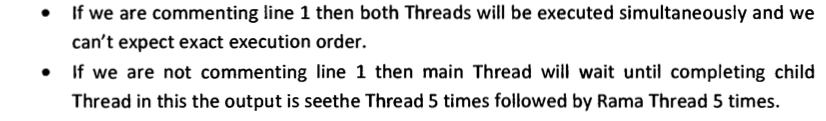 • If we are commenting line 1 then both Threads will be executed simultaneously and we
can't expect exact execution order.
• If we are not commenting line 1 then main Thread will wait until completing child
Thread in this the output is seethe Thread 5 times followed by Rama Thread 5 times.